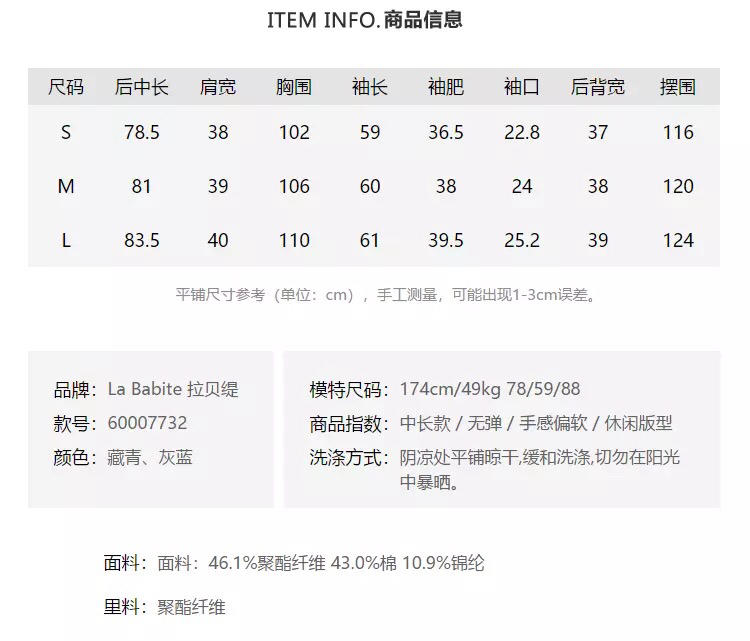 ITEM INFO.商品信息
尺码 后中长 肩宽 胸围 袖长 袖肥 袖口 后背宽 摆围
S 78.5 38 102 59 36.5 22.8 37 116
M 81 39 106 60 38 24 38 120
L 83.5 40 110 61 39.5 25.2 39 124
平铺尺寸参考（单位：cm），手工测量，可能出现1-3cm误差。
品牌：La Babite 拉贝缇
款号：60007732
颜色：藏青、灰蓝
模特尺码：174cm/49kg 78/59/88
商品指数：中长款 / 无弹 / 手感偏软 / 休闲版型
洗涤方式：阴凉处平铺晾干,缓和洗涤,切勿在阳光
中暴晒。
面料：面料：46.1%聚酯纤维 43.0%棉 10.9%锦纶
里料：聚酯纤维